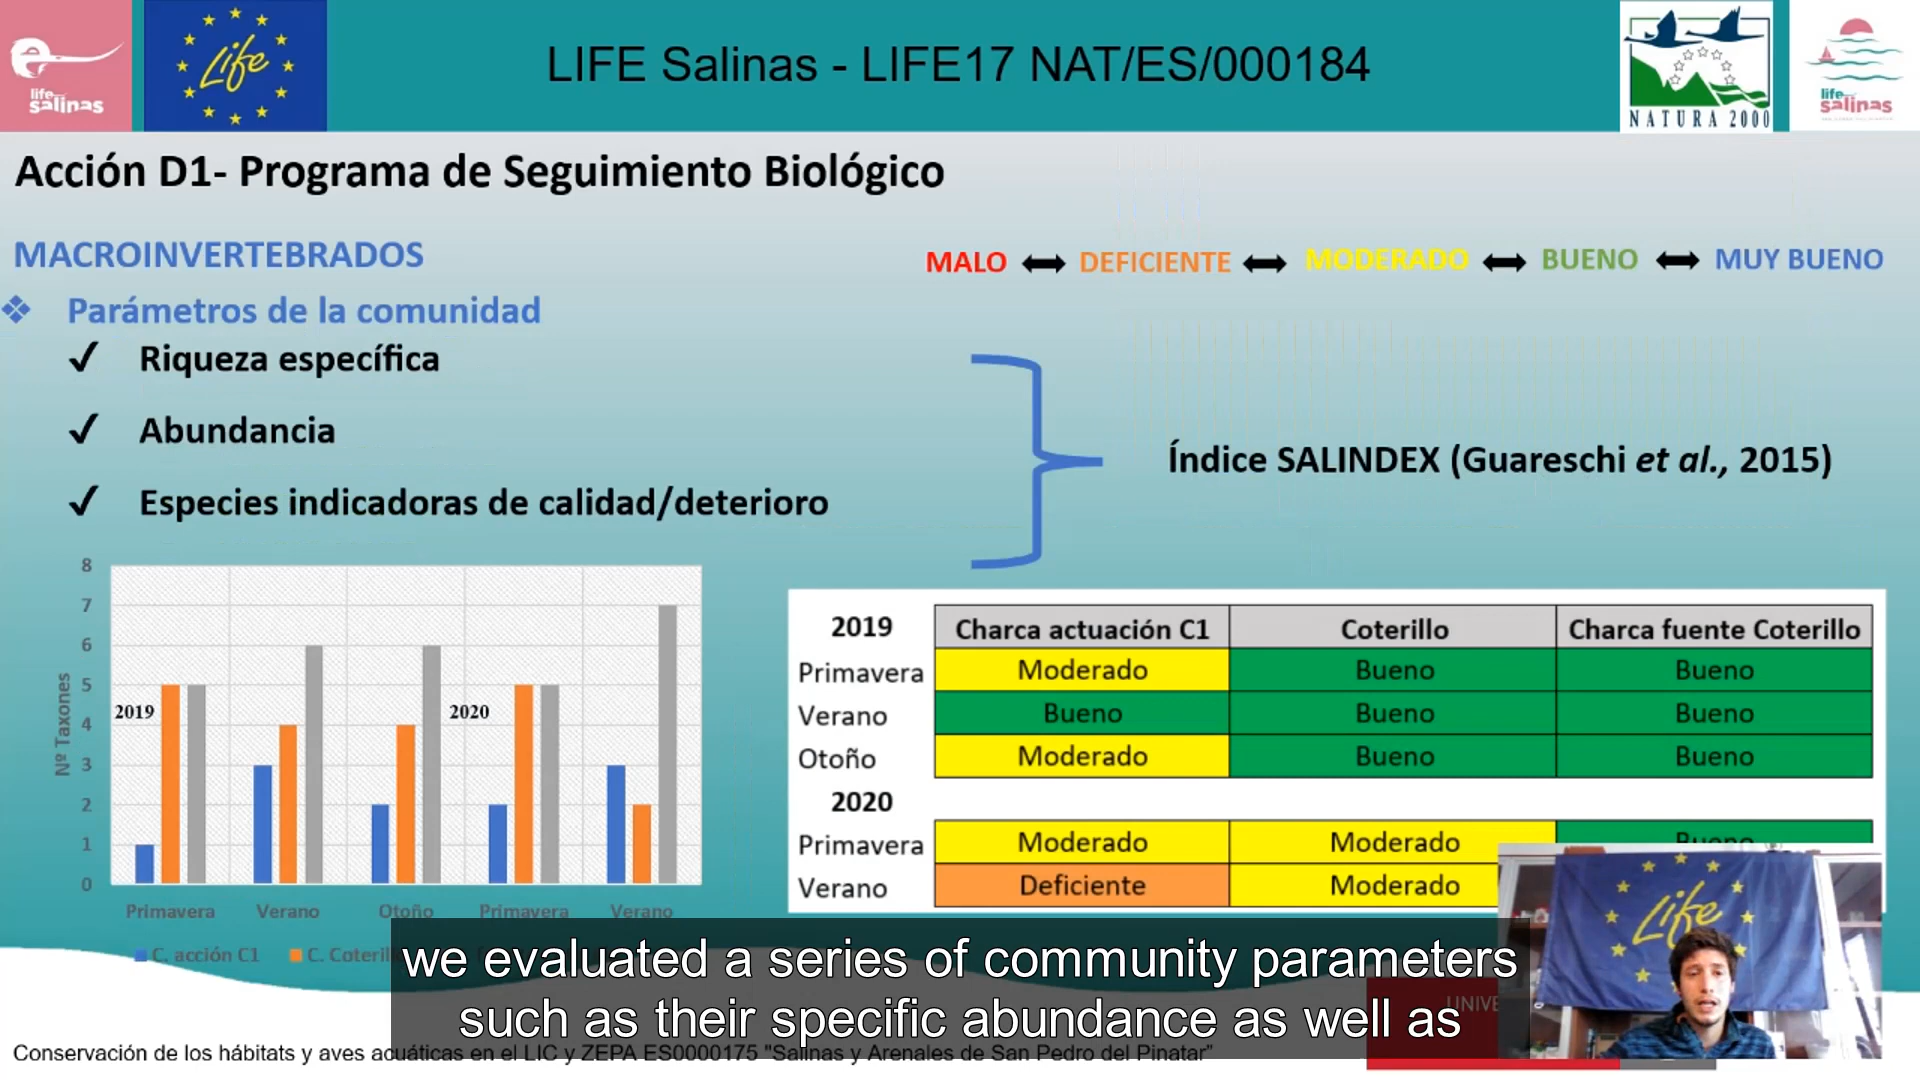 life
salinas
Life
LIFE Salinas - LIFE17 NAT/ES/000184
NATURA 2000
life
salinas
Acción D1- Programa de Seguimiento Biológico
MACROINVERTEBRADOS
MALO DEFICIENTE MODERADO BUENO MUY BUENO
Parámetros de la comunidad
Riqueza específica
Abundancia
Especies indicadoras de calidad/deterioro
Índice SALINDEX (Guareschi et al., 2015)
8
7
6
5
4
3
2
1
0
Nº Taxones
2019
2020
Primavera Verano Otoño Primavera Verano
C. acción C1 C. Coterill
2019 Charca actuación C1 Coterillo Charca fuente Coterillo
Primavera Moderado Bueno Bueno
Verano Bueno Bueno Bueno
Otoño Moderado Bueno Bueno
2020
Primavera Moderado Moderado Bueno
Verano Deficiente Moderado
Life
we evaluated a series of community parameters
such as their specific abundance as well as
UNIVE
Conservación de los hábitats y aves acuáticas en el LIC y ZEPA ES0000175 "Salinas y Arenales de San Pedro del Pinatar"